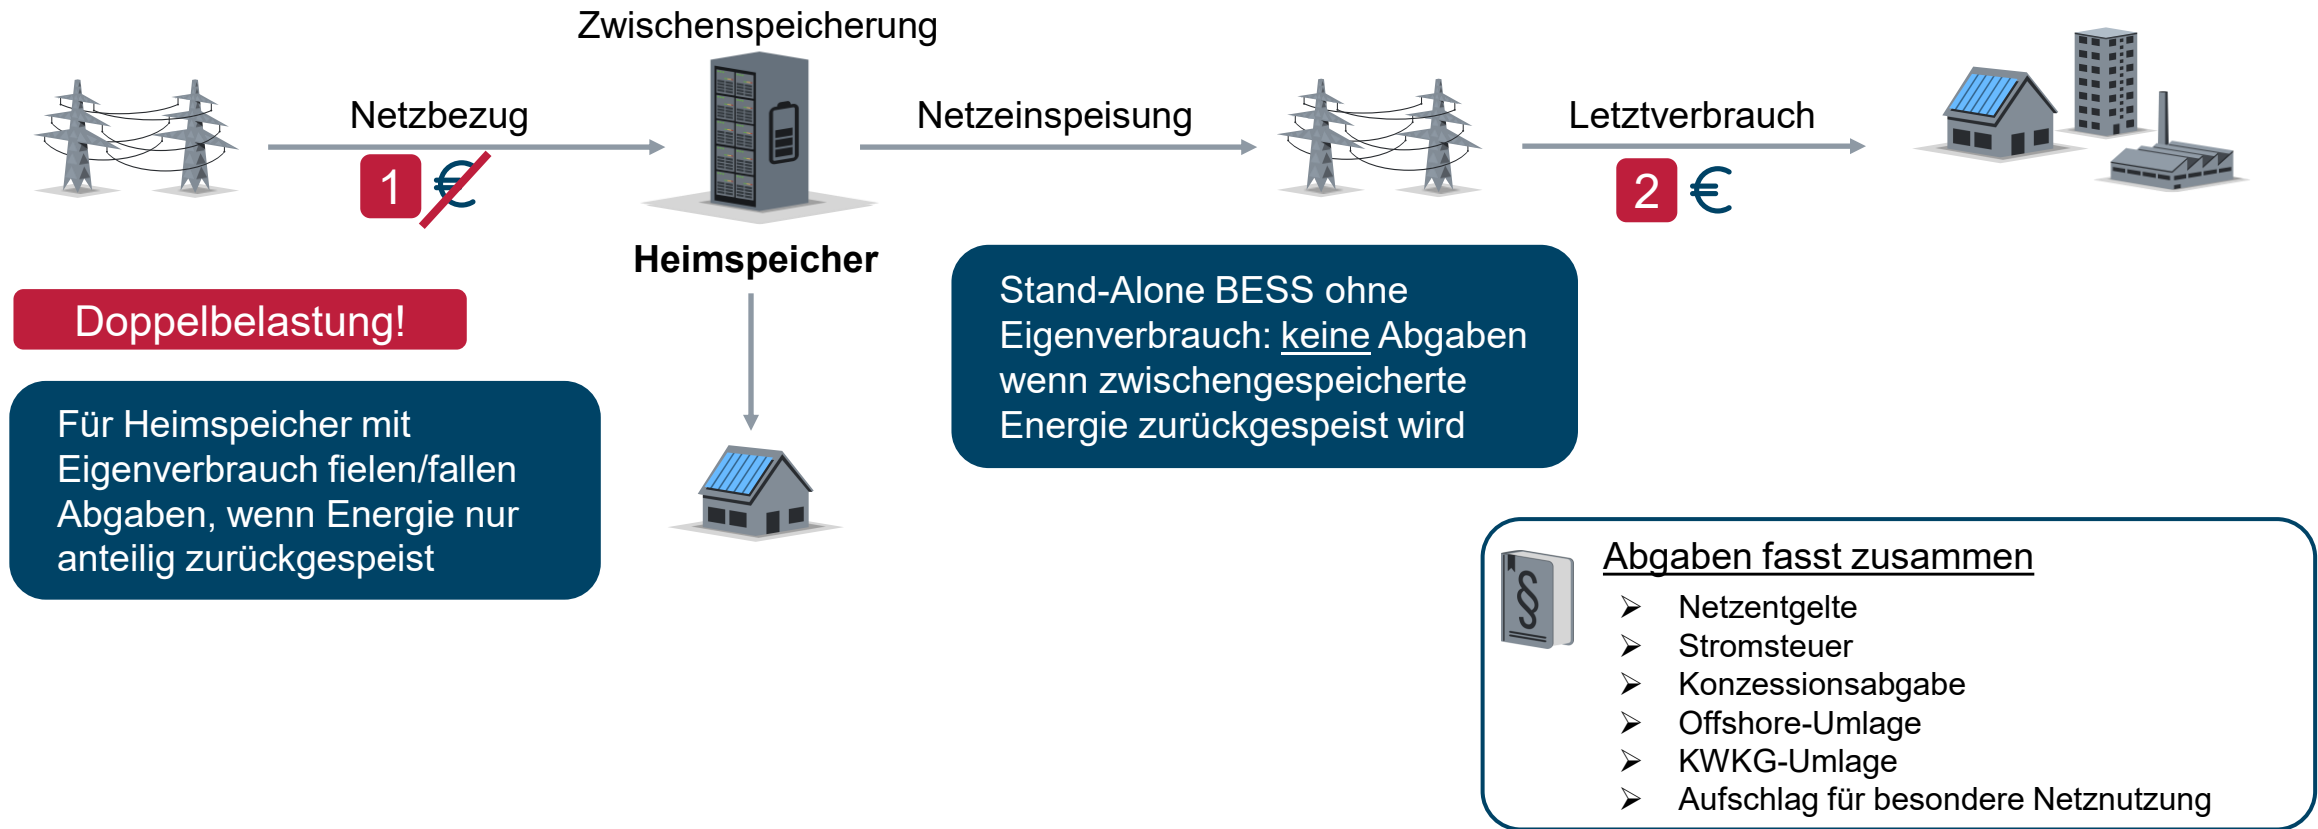 Zwischenspeicherung
Netzbezug
Netzeinspeisung
Letztverbrauch
1 €
2 €
Heimspeicher
Doppelbelastung!
Für Heimspeicher mit
Eigenverbrauch fielen/fallen
Abgaben, wenn Energie nur
anteilig zurückgespeist
Stand-Alone BESS ohne
Eigenverbrauch: keine Abgaben
wenn zwischengespeicherte
Energie zurückgespeist wird
§
Abgaben fasst zusammen
➢ Netzentgelte
➢ Stromsteuer
➢ Konzessionsabgabe
➢ Offshore-Umlage
➢ KWKG-Umlage
➢ Aufschlag für besondere Netznutzung